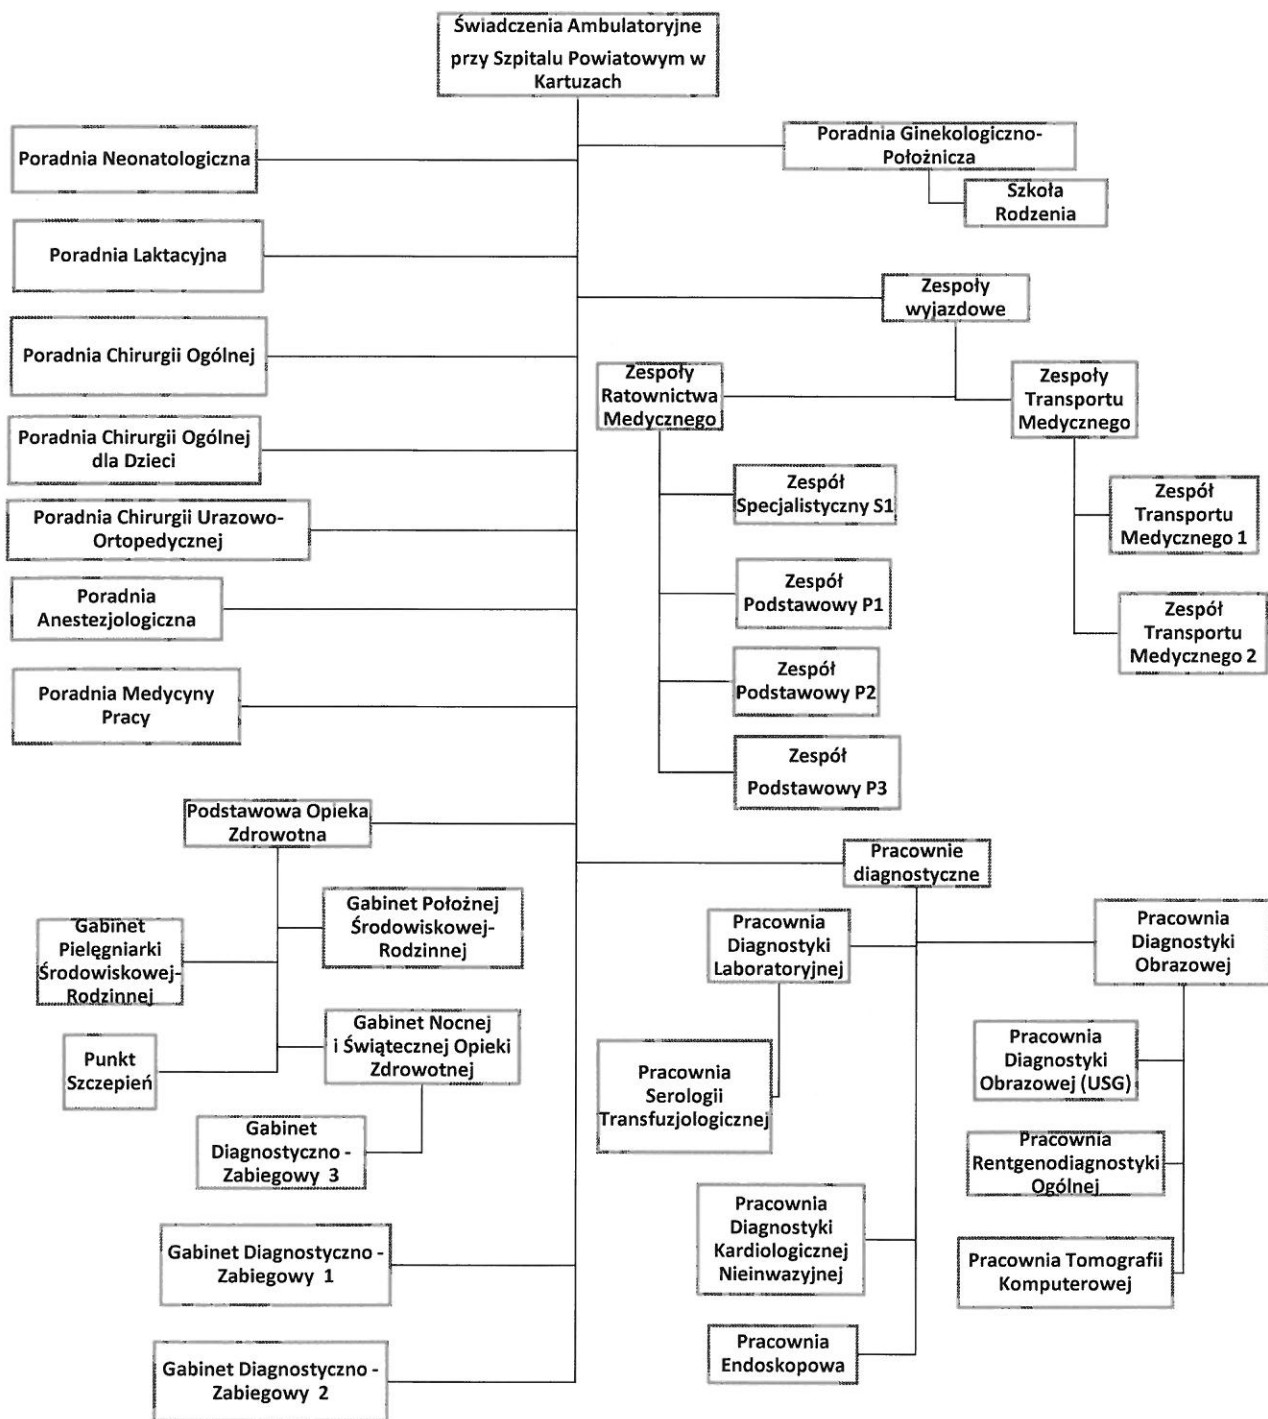 Świadczenia Ambulatoryjne
przy Szpitalu Powiatowym w
Kartuzach
Poradnia Neonatologiczna
Poradnia Ginekologiczno-
Położnicza
Szkoła
Rodzenia
Poradnia Laktacyjna
Zespoły
wyjazdowe
Poradnia Chirurgii Ogólnej
Zespoły
Ratownictwa
Medycznego
Zespoły
Transportu
Medycznego
Poradnia Chirurgii Ogólnej
dla Dzieci
Zespół
Specjalistyczny S1
Zespół
Transportu
Medycznego 1
Poradnia Chirurgii Urazowo-
Ortopedycznej
Zespół
Podstawowy P1
Poradnia
Anestezjologiczna
Zespół
Transportu
Medycznego 2
Zespół
Podstawowy P2
Poradnia Medycyny
Pracy
Zespół
Podstawowy P3
Podstawowa Opieka
Zdrowotna
Pracownie
diagnostyczne
Gabinet
Pielęgniarki
Środowiskowej-
Rodzinnej
Gabinet Położnej
Środowiskowej-
Rodzinnej
Pracownia
Diagnostyki
Laboratoryjnej
Pracownia
Diagnostyki
Obrazowej
Punkt
Szczepień
Gabinet Nocnej
i Świątecznej Opieki
Zdrowotnej
Pracownia
Serologii
Transfuzjologicznej
Pracownia
Diagnostyki
Obrazowej (USG)
Gabinet
Diagnostyczno -
Zabiegowy 3
Pracownia
Rentgenodiagnostyki
Ogólnej
Pracownia
Diagnostyki
Kardiologicznej
Nieinwazyjnej
Gabinet Diagnostyczno -
Zabiegowy 1
Pracownia Tomografii
Komputerowej
Pracownia
Endoskopowa
Gabinet Diagnostyczno -
Zabiegowy 2